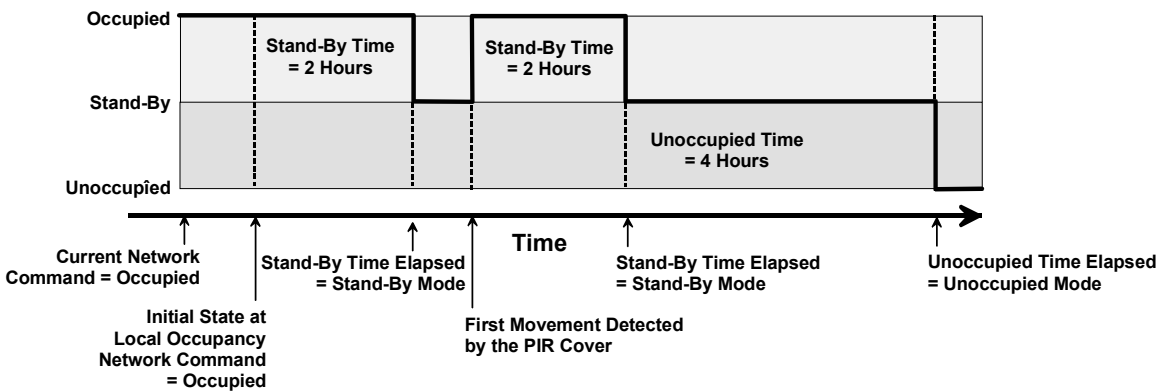 Occupied
Stand-By Time
= 2 Hours
Stand-By Time
= 2 Hours
Stand-By
Unoccupied Time
= 4 Hours
Unoccupîed
Time
Current Network
Command = Occupied
Stand-By Time Elapsed
= Stand-By Mode
Stand-By Time Elapsed
= Stand-By Mode
Unoccupied Time Elapsed
= Unoccupied Mode
Initial State at
Local Occupancy
Network Command
= Occupied
First Movement Detected
by the PIR Cover